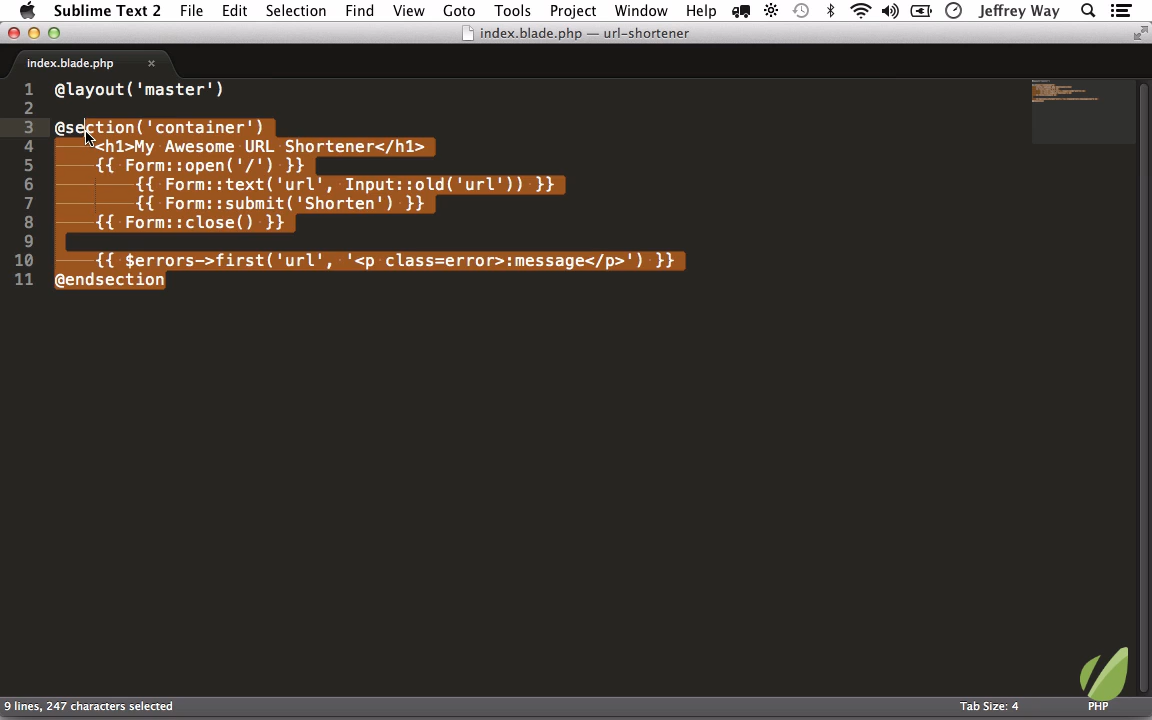 Sublime Text 2 File Edit Selection Find View Goto Tools Project Window Help Jeffrey Way
index.blade.php — url-shortener
index.blade.php ×
1 @layout('master')
2
3 @section('container')
4 <h1>My Awesome URL Shortener</h1>
5 {{ Form::open('/') }}
6 {{ Form::text('url', Input::old('url')) }}
7 {{ Form::submit('Shorten') }}
8 {{ Form::close() }}
9
10 {{ $errors->first('url', '<p class=error>:message</p>') }}
11 @endsection
9 lines, 247 characters selected Tab Size: 4 PHP